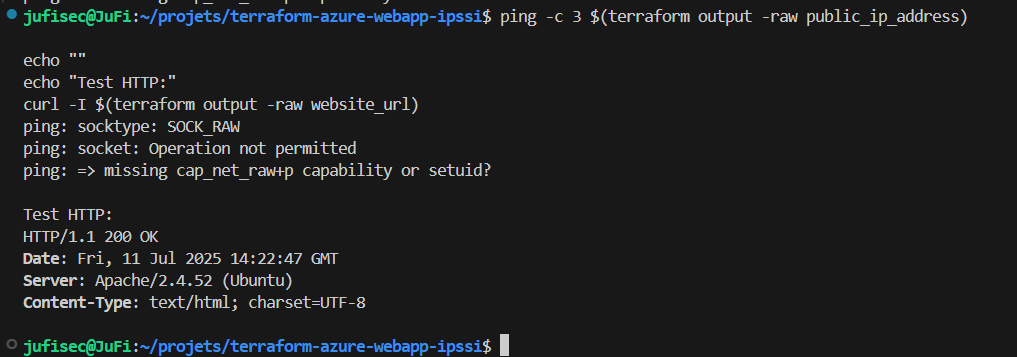 jufisec@JuFi:~/projets/terraform-azure-webapp-ipssi$ ping -c 3 $(terraform output -raw public_ip_address)
echo ""
echo "Test HTTP:"
curl -I $(terraform output -raw website_url)
ping: socktype: SOCK_RAW
ping: socket: Operation not permitted
ping: => missing cap_net_raw+p capability or setuid?
Test HTTP:
HTTP/1.1 200 OK
Date: Fri, 11 Jul 2025 14:22:47 GMT
Server: Apache/2.4.52 (Ubuntu)
Content-Type: text/html; charset=UTF-8
jufisec@JuFi:~/projets/terraform-azure-webapp-ipssi$